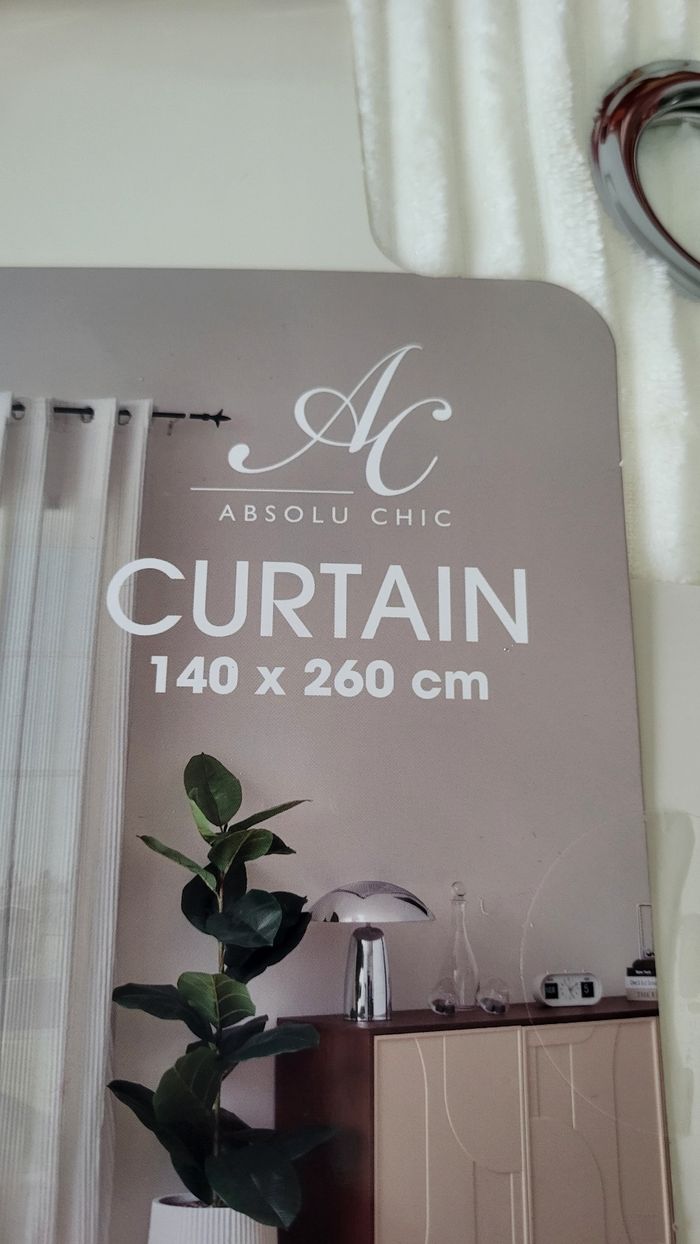 AC
ABSOLU CHIC
CURTAIN
140 x 260 cm